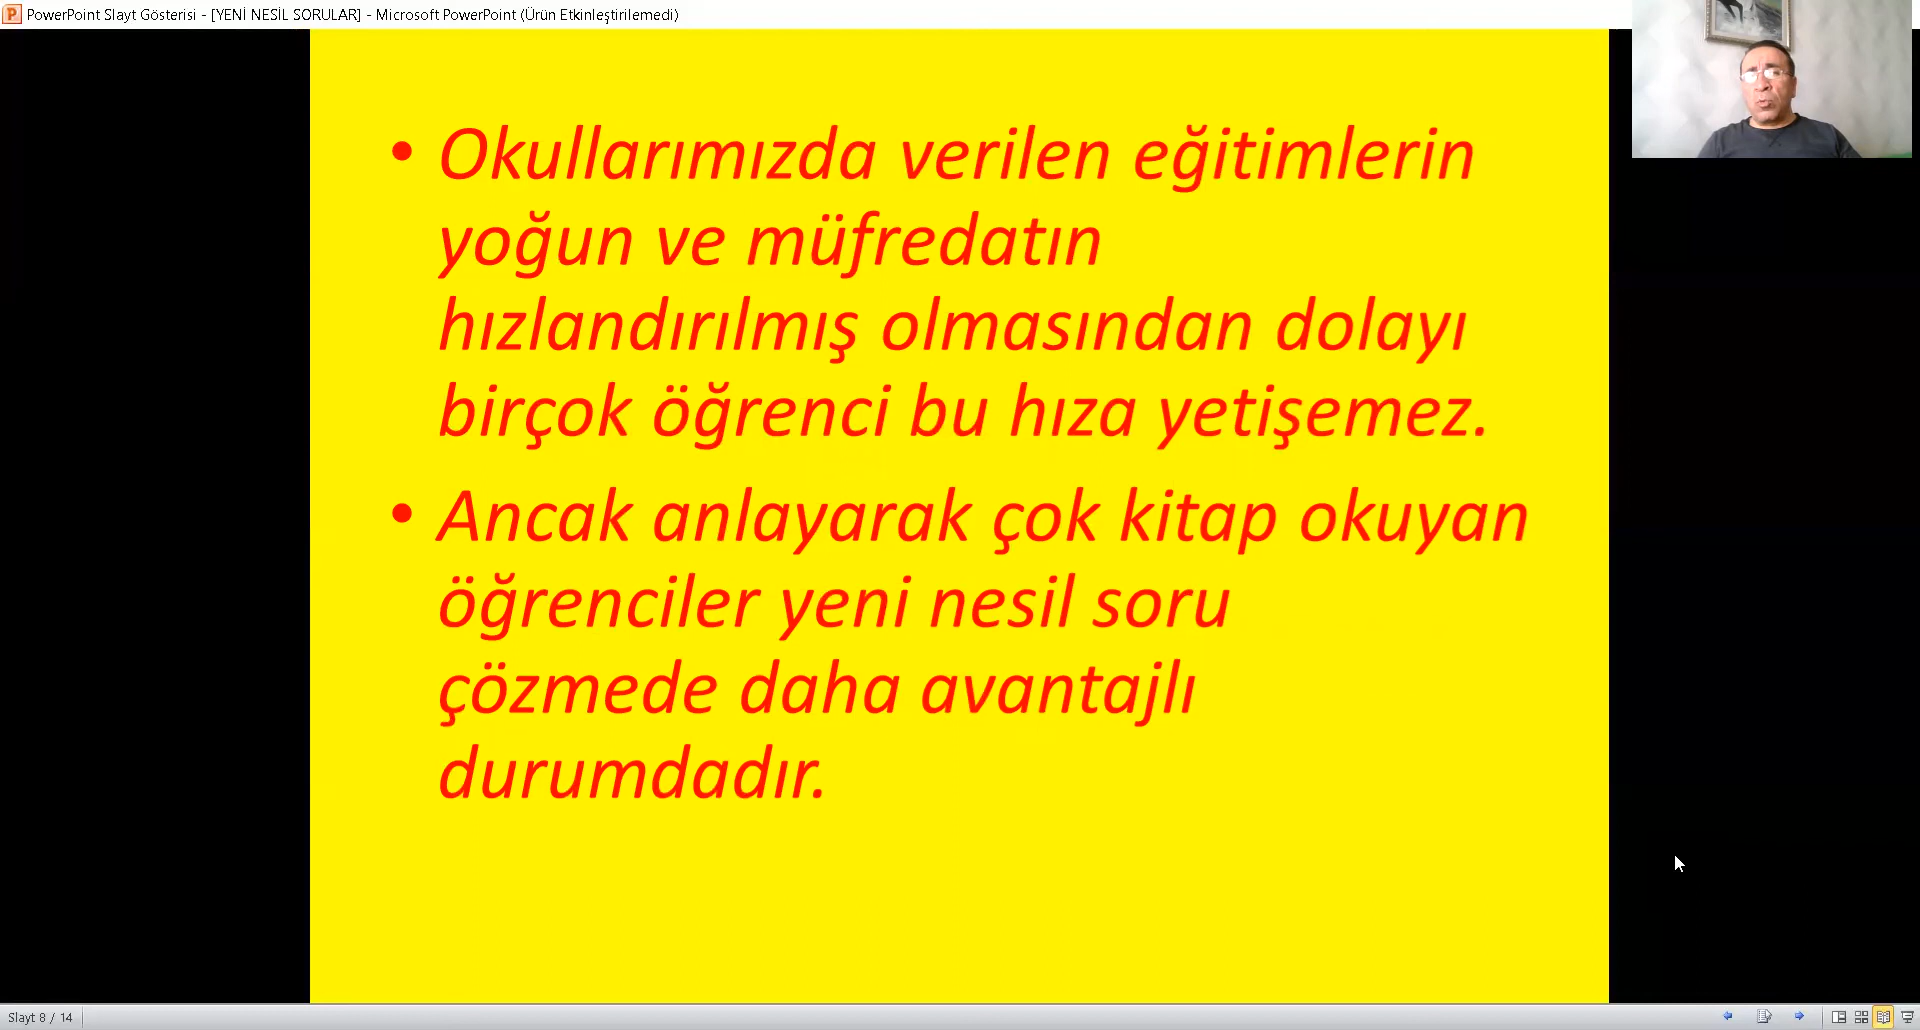 PowerPoint Slayt Gösterisi - [YENİ NESİL SORULAR] - Microsoft PowerPoint (Ürün Etkinleştirilemedi)
• Okullarımızda verilen eğitimlerin
yoğun ve müfredatın
hızlandırılmış olmasından dolayı
birçok öğrenci bu hıza yetişemez.
• Ancak anlayarak çok kitap okuyan
öğrenciler yeni nesil soru
çözmede daha avantajlı
durumdadır.
Slayt 8 / 14